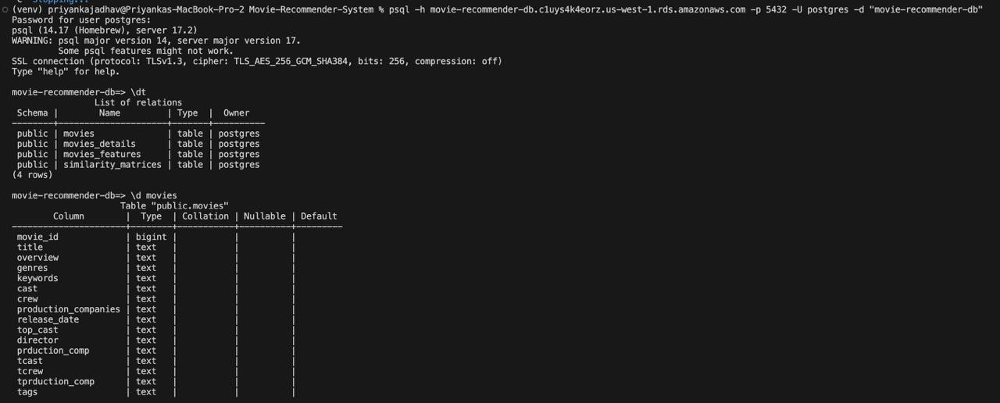 Stopping...
(venv) priyankajadhav@Priyankas-MacBook-Pro-2 Movie-Recommender-System % psql -h movie-recommender-db.c1uys4k4eorz.us-west-1.rds.amazonaws.com -p 5432 -U postgres -d "movie-recommender-db"
Password for user postgres:
psql (14.17 (Homebrew), server 17.2)
WARNING: psql major version 14, server major version 17.
         Some psql features might not work.
SSL connection (protocol: TLSv1.3, cipher: TLS_AES_256_GCM_SHA384, bits: 256, compression: off)
Type "help" for help.

movie-recommender-db=> \dt
                List of relations
 Schema |        Name         | Type  |  Owner
--------+---------------------+-------+----------
 public | movies              | table | postgres
 public | movies_details      | table | postgres
 public | movies_features     | table | postgres
 public | similarity_matrices | table | postgres
(4 rows)

movie-recommender-db=> \d movies
                     Table "public.movies"
        Column        |  Type  | Collation | Nullable | Default
----------------------+--------+-----------+----------+---------
 movie_id             | bigint |           |          |
 title                | text   |           |          |
 overview             | text   |           |          |
 genres               | text   |           |          |
 keywords             | text   |           |          |
 cast                 | text   |           |          |
 crew                 | text   |           |          |
 production_companies | text   |           |          |
 release_date         | text   |           |          |
 top_cast             | text   |           |          |
 director             | text   |           |          |
 prduction_comp       | text   |           |          |
 tcast                | text   |           |          |
 tcrew                | text   |           |          |
 tprduction_comp      | text   |           |          |
 tags                 | text   |           |          |